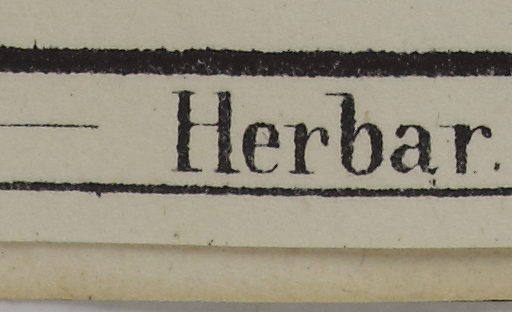 — Herbar.